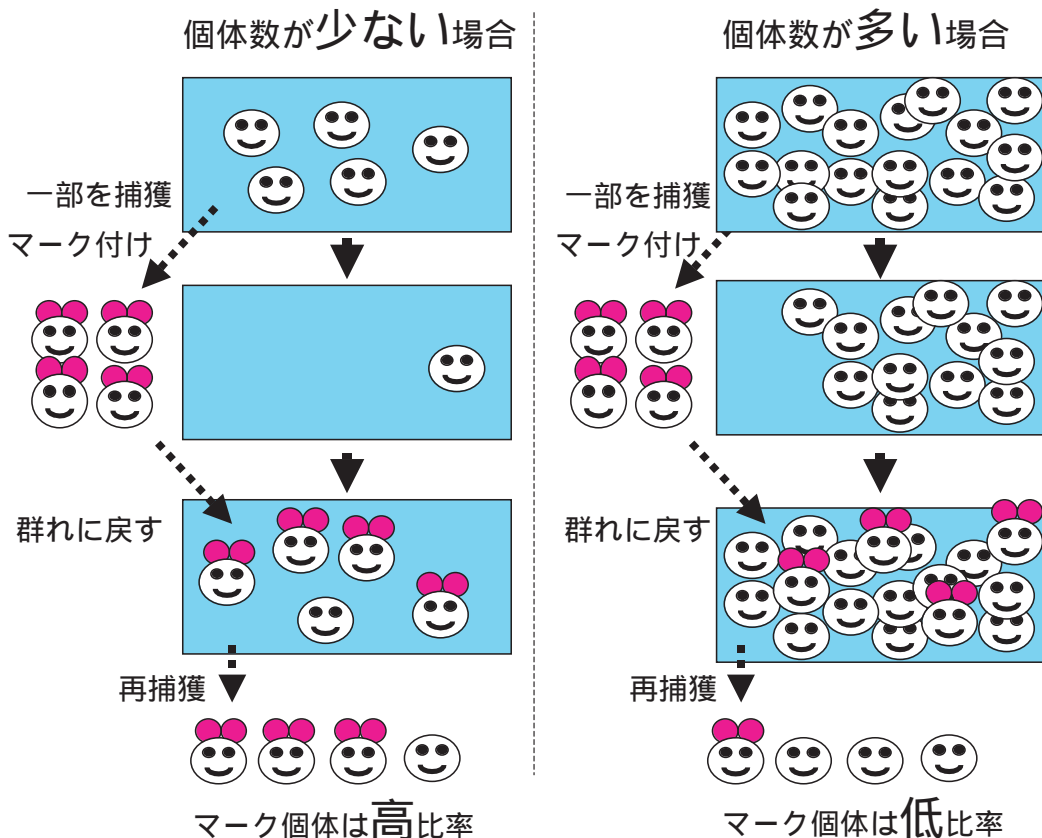 個体数が少ない場合
一部を捕獲
マーク付け
群れに戻す
再捕獲
マーク個体は高比率
個体数が多い場合
一部を捕獲
マーク付け
群れに戻す
再捕獲
マーク個体は低比率